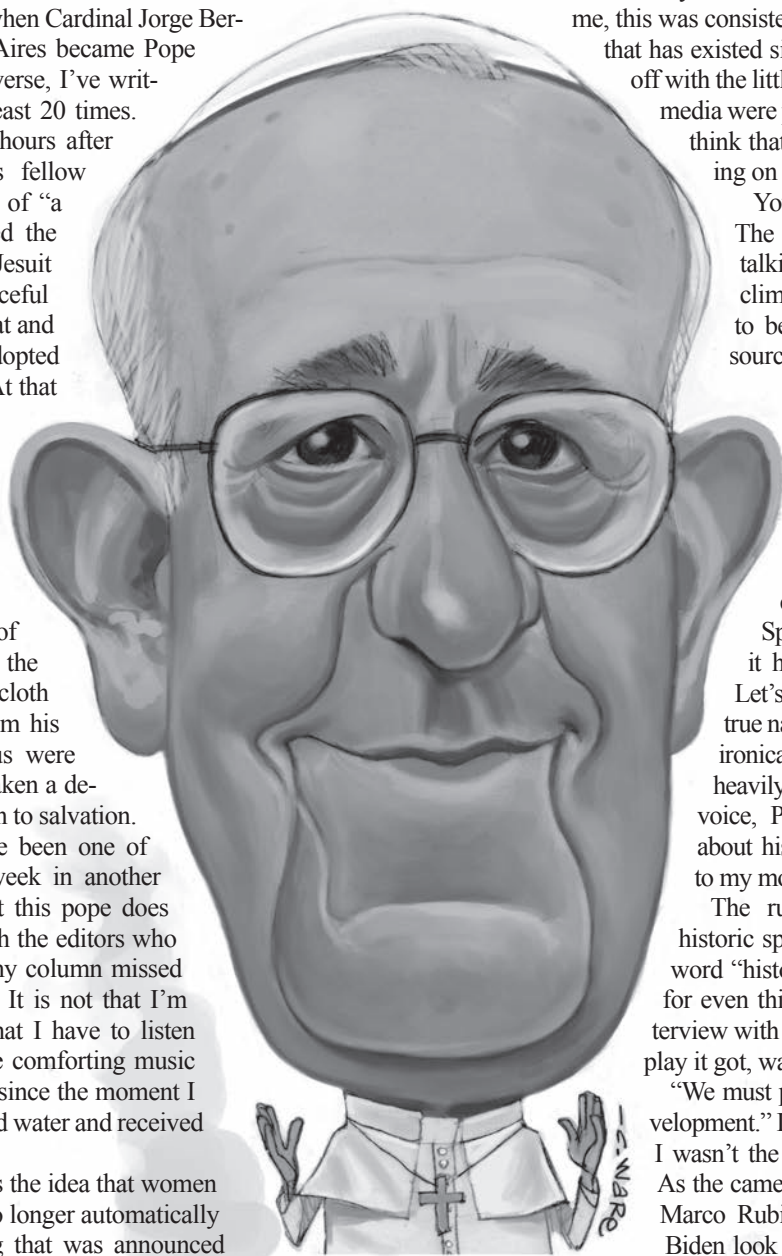 when Cardinal Jorge Ber-
Aires became Pope
verse, I’ve writ-
east 20 times.
hours after
s fellow
of “a
d the
Jesuit
ceful
at and
dopted
At that
of
the
cloth
m his
us were
aken a de-
n to salvation.
e been one of
week in another
t this pope does
h the editors who
my column missed
It is not that I’m
hat I have to listen
e comforting music
since the moment I
d water and received
s the idea that women
o longer automatically
g that was announced
me, this was consiste
that has existed si
off with the littl
media were
think that
ing on
Yo
The
talki
clim
to be
sourc
Sp
it h
Let’s
true na
ironica
heavily
voice, P
about his
to my mo
The ru
historic sp
word “histo
for even thi
terview with
play it got, wa
“We must p
velopment.” I
I wasn’t the
As the came
Marco Rubi
Biden look
–C.WARE